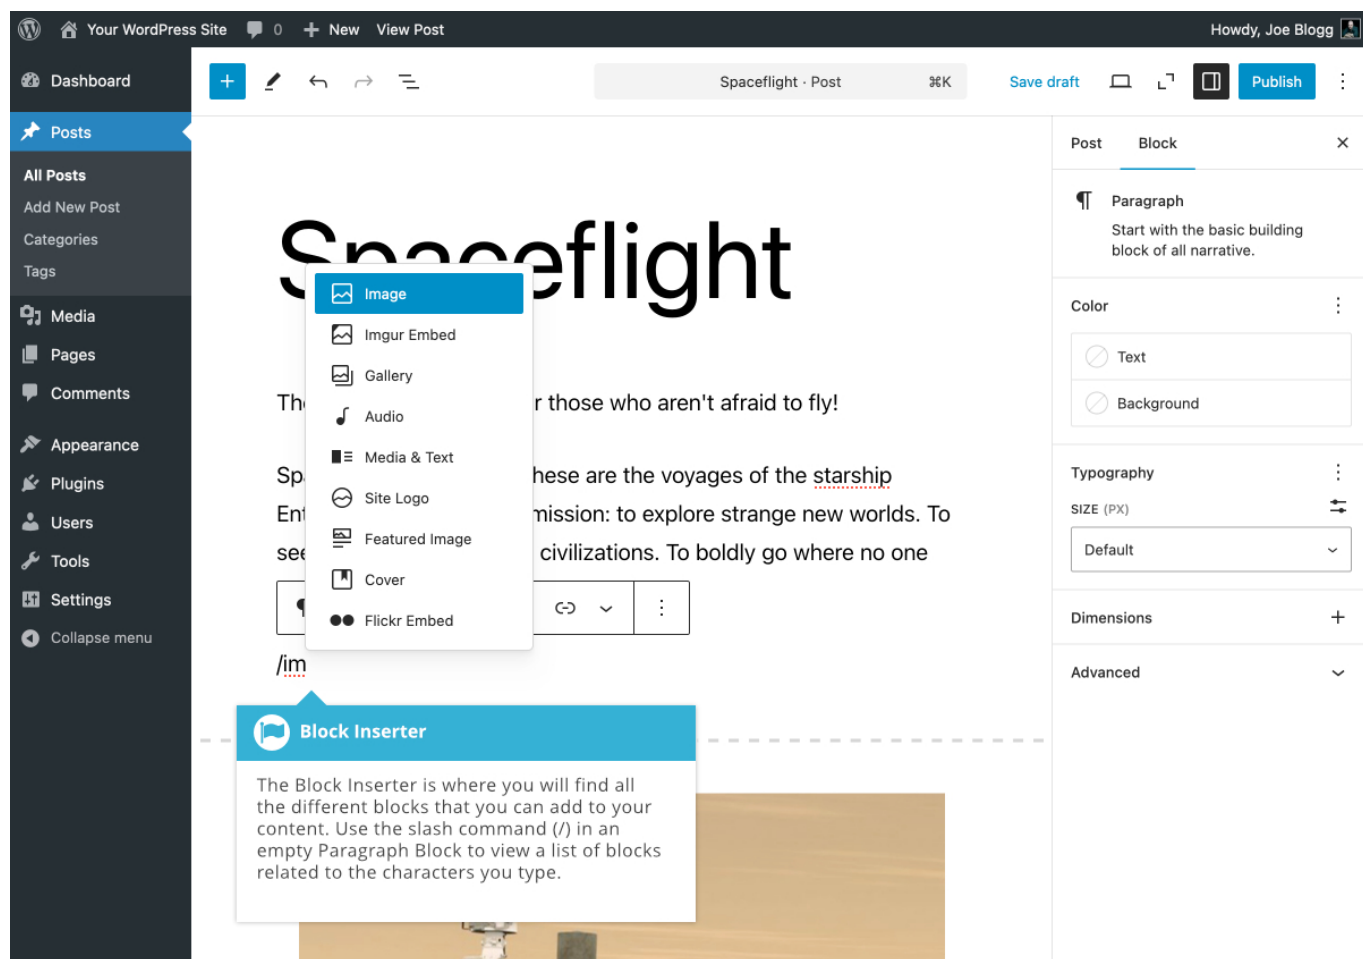 Your WordPress Site 0 New View Post Howdy, Joe Blogg
Dashboard
Posts
All Posts
Add New Post
Categories
Tags
Media
Pages
Comments
Appearance
Plugins
Users
Tools
Settings
Collapse menu
Spaceflight · Post ⌘K Save draft Publish
Spaceflight
Image
Imgur Embed
Gallery
Audio
Media & Text
Site Logo
Featured Image
Cover
Flickr Embed
those who aren't afraid to fly!
these are the voyages of the starship
mission: to explore strange new worlds. To
civilizations. To boldly go where no one
/im
Block Inserter
The Block Inserter is where you will find all
the different blocks that you can add to your
content. Use the slash command (/) in an
empty Paragraph Block to view a list of blocks
related to the characters you type.
Post Block
Paragraph
Start with the basic building
block of all narrative.
Color
Text
Background
Typography
SIZE (PX)
Default
Dimensions
Advanced